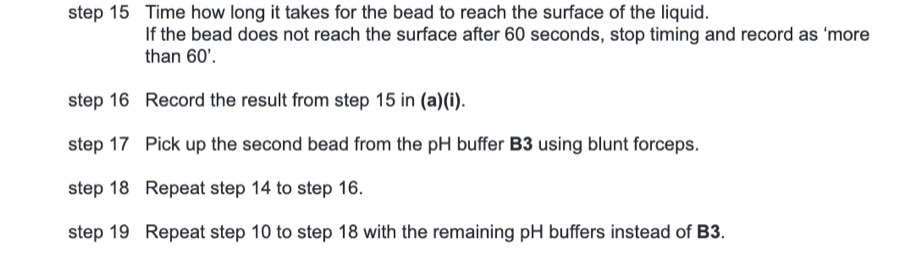 step 15 Time how long it takes for the bead to reach the surface of the liquid.
If the bead does not reach the surface after 60 seconds, stop timing and record as ‘more
than 60’.
step 16 Record the result from step 15 in (a)(i).
step 17 Pick up the second bead from the pH buffer B3 using blunt forceps.
step 18 Repeat step 14 to step 16.
step 19 Repeat step 10 to step 18 with the remaining pH buffers instead of B3.